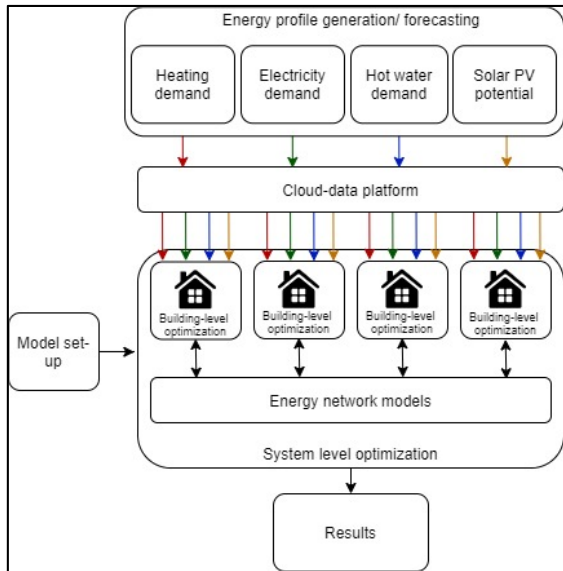 Energy profile generation/ forecasting
Heating
demand
Electricity
demand
Hot water
demand
Solar PV
potential
Cloud-data platform
Building-level
optimization
Building-level
optimization
Building-level
optimization
Building-level
optimization
Model set-
up
Energy network models
System level optimization
Results